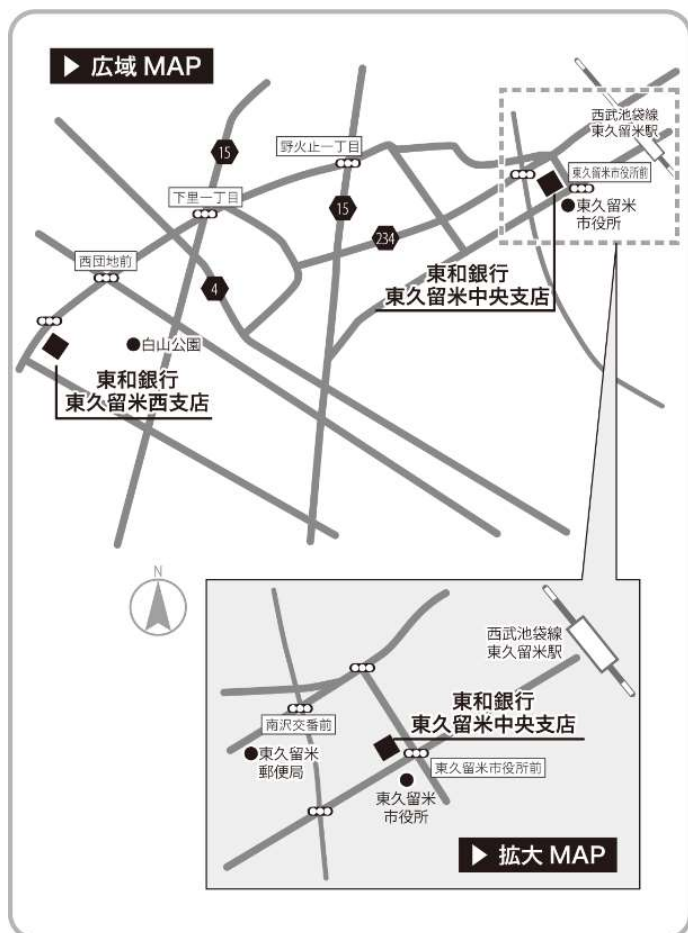 ▶ 広域 MAP
西武池袋線
東久留米駅
野火止一丁目
15
東久留米市役所前
下里一丁目
15
東久留米
市役所
234
西団地前
東和銀行
東久留米中央支店
4
白山公園
東和銀行
東久留米西支店
N
西武池袋線
東久留米駅
東和銀行
東久留米中央支店
南沢交番前
東久留米
郵便局
東久留米市役所前
東久留米
市役所
▶ 拡大 MAP